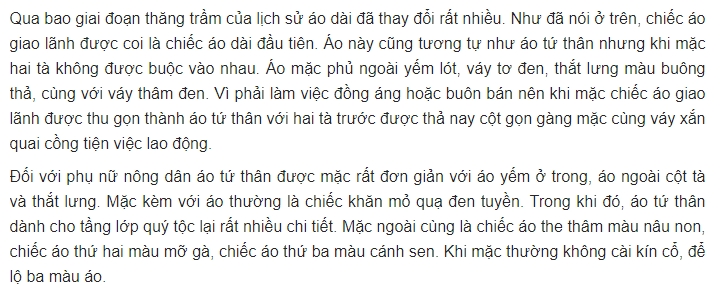 Qua bao giai đoạn thăng trầm của lịch sử áo dài đã thay đổi rất nhiều. Như đã nói ở trên, chiếc áo
giao lãnh được coi là chiếc áo dài đầu tiên. Áo này cũng tương tự như áo tứ thân nhưng khi mặc
hai tà không được buộc vào nhau. Áo mặc phủ ngoài yếm lót, váy tơ đen, thắt lưng màu buông
thả, cùng với váy thâm đen. Vì phải làm việc đồng áng hoặc buôn bán nên khi mặc chiếc áo giao
lãnh được thu gọn thành áo tứ thân với hai tà trước được thả nay cột gọn gàng mặc cùng váy xắn
quai cồng tiện việc lao động.
Đối với phụ nữ nông dân áo tứ thân được mặc rất đơn giản với áo yếm ở trong, áo ngoài cột tà
và thắt lưng. Mặc kèm với áo thường là chiếc khăn mỏ quạ đen tuyền. Trong khi đó, áo tứ thân
dành cho tầng lớp quý tộc lại rất nhiều chi tiết. Mặc ngoài cùng là chiếc áo the thâm màu nâu non,
chiếc áo thứ hai màu mỡ gà, chiếc áo thứ ba màu cánh sen. Khi mặc thường không cài kín cổ, để
lộ ba màu áo.